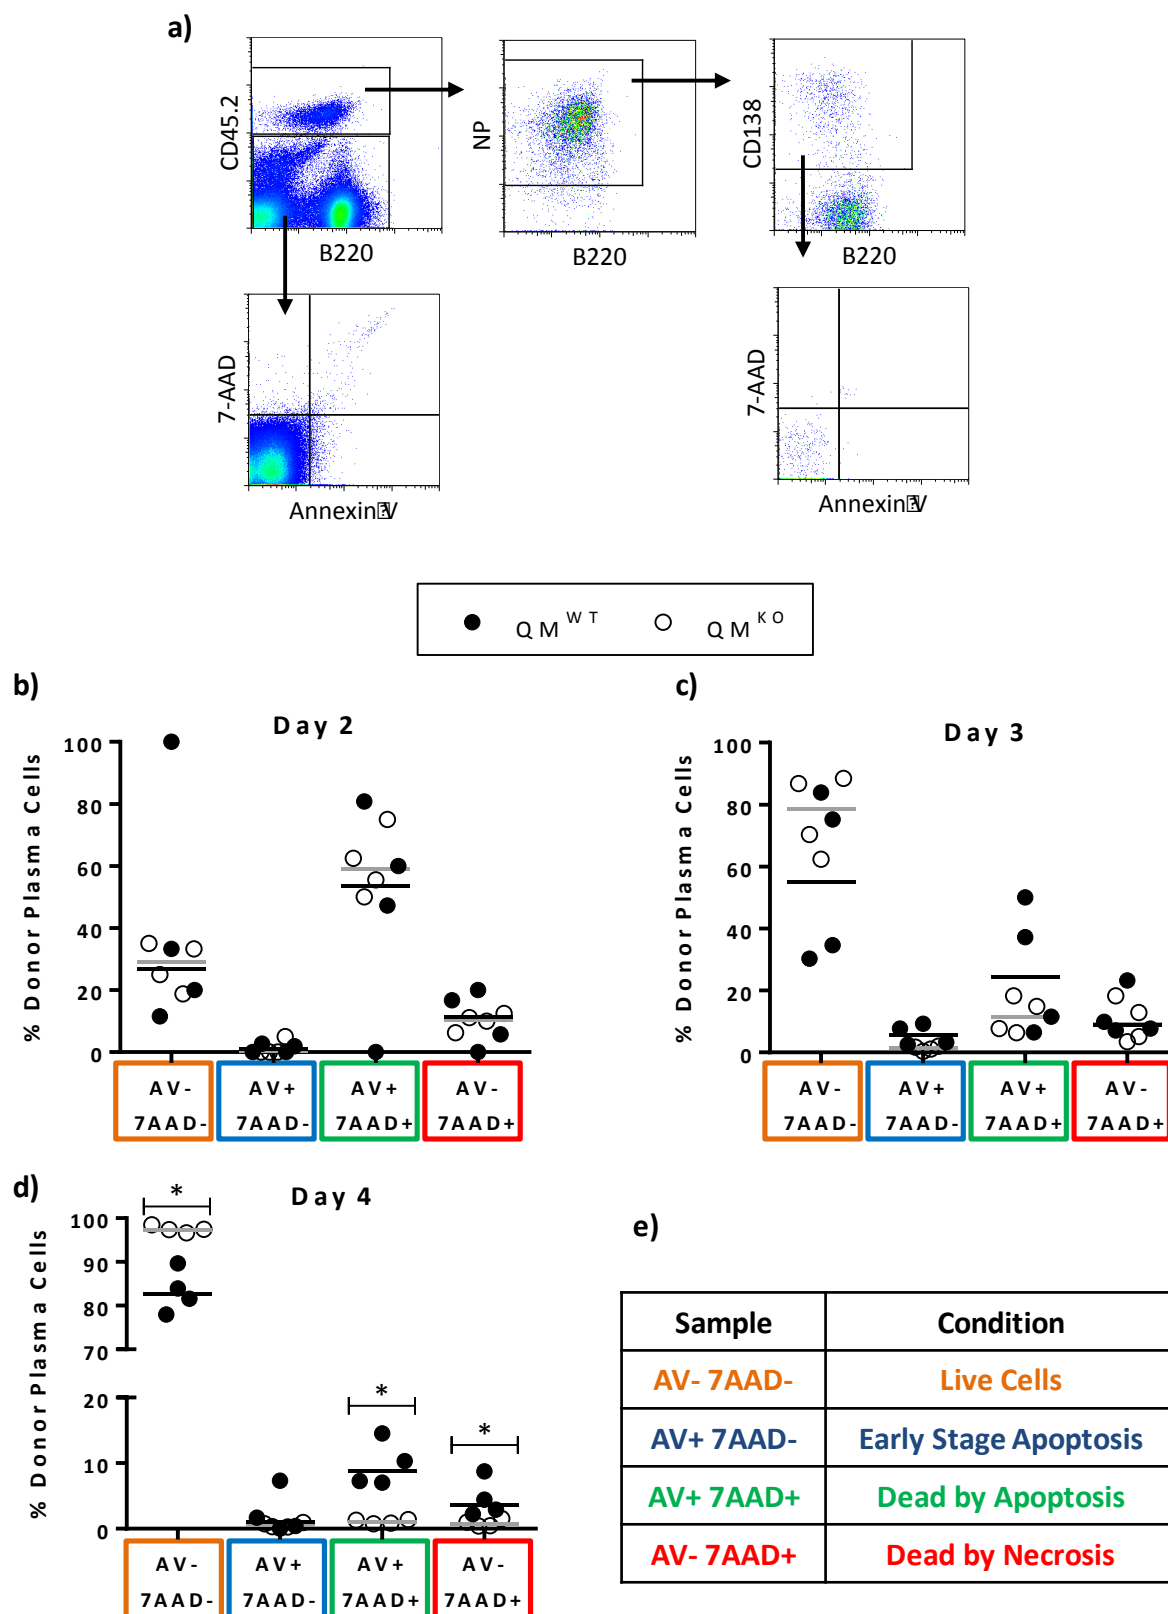 a)
CD45.2
B220
NP
B220
CD138
B220
7-AAD
Annexin V
7-AAD
Annexin V
QM^WT QM^KO
b)
Day 2
% Donor Plasma Cells
100
80
60
40
20
0
AV- AV+ AV+ AV-
7AAD- 7AAD- 7AAD+ 7AAD+
c)
Day 3
% Donor Plasma Cells
100
80
60
40
20
0
AV- AV+ AV+ AV-
7AAD- 7AAD- 7AAD+ 7AAD+
d)
Day 4
% Donor Plasma Cells
*
100
90
80
70
20
10
0
*
*
AV- AV+ AV+ AV-
7AAD- 7AAD- 7AAD+ 7AAD+
e)
Sample Condition
AV- 7AAD- Live Cells
AV+ 7AAD- Early Stage Apoptosis
AV+ 7AAD+ Dead by Apoptosis
AV- 7AAD+ Dead by Necrosis